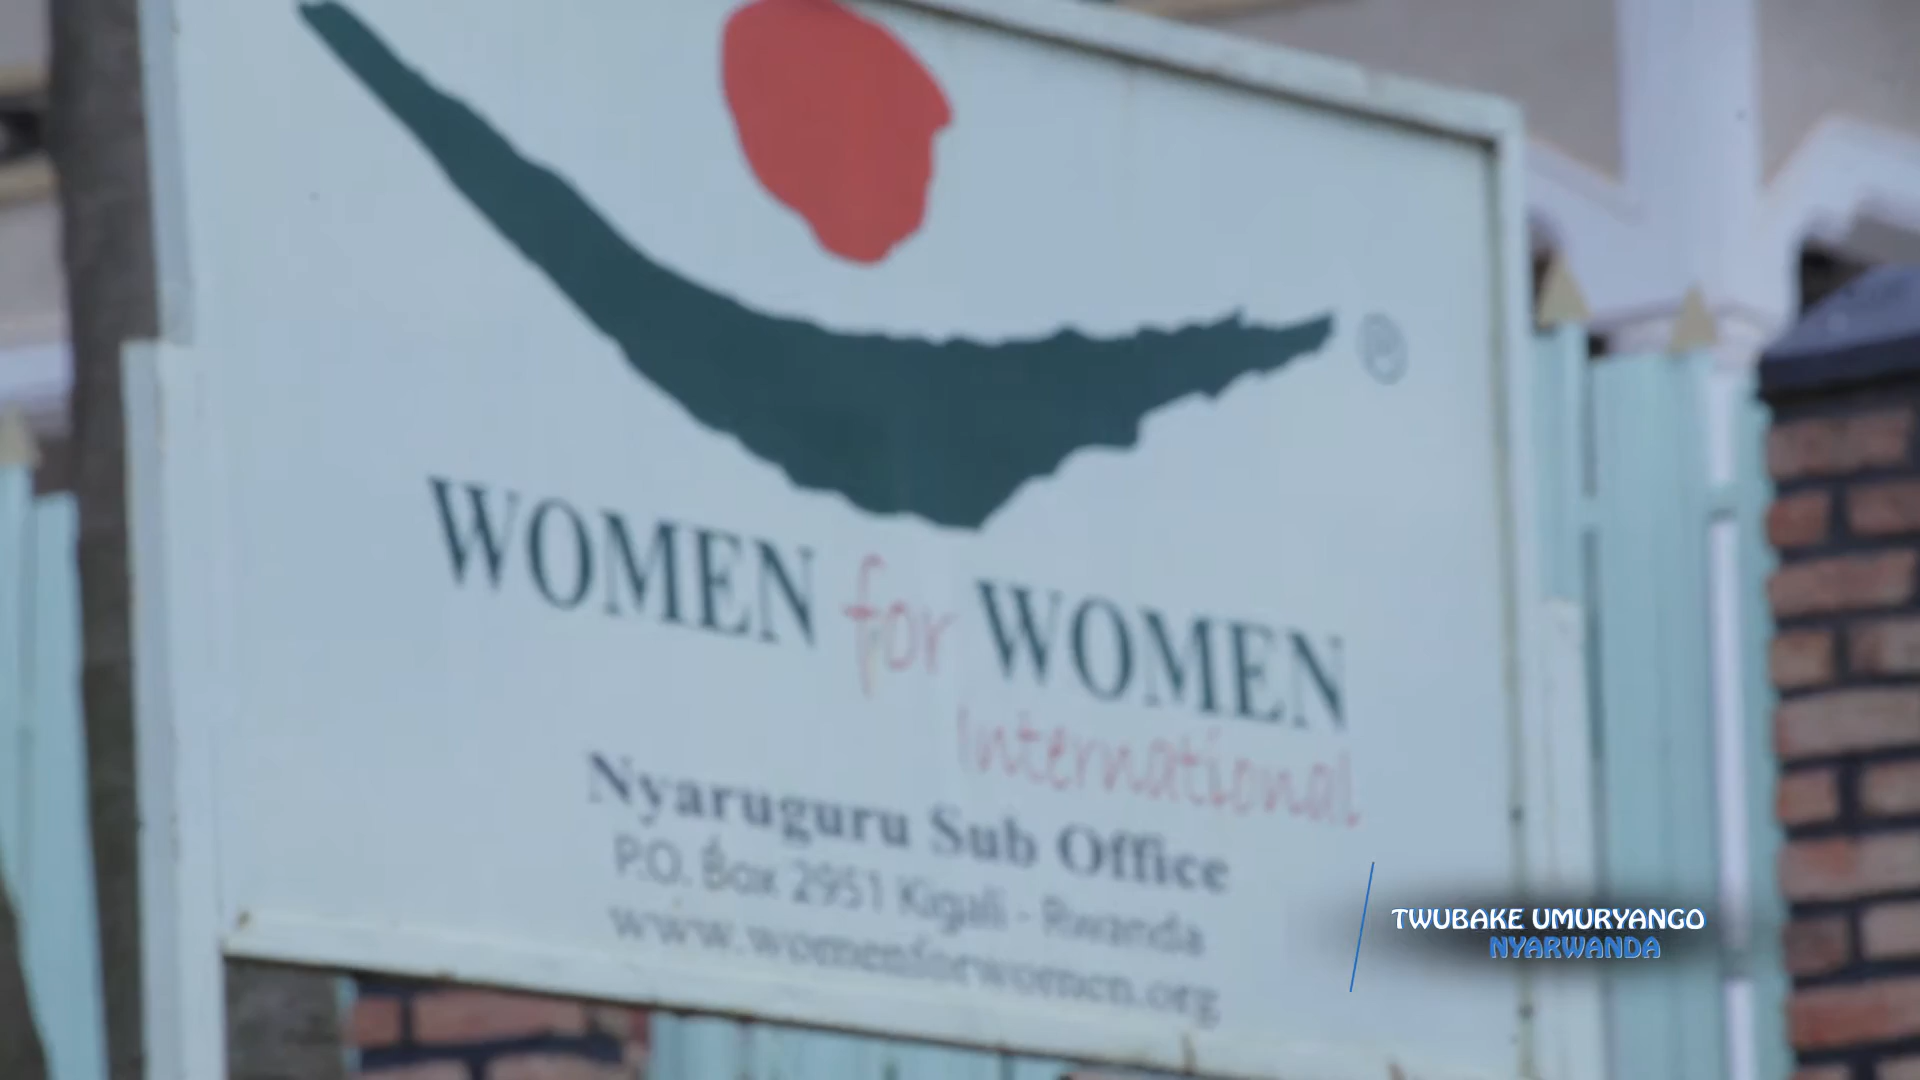 ®
WOMEN for WOMEN
International
Nyaruguru Sub Office
P.O. Box 2951 Kigali - Rwanda
www.womenforwomen.org
TWUBAKE UMURYANGO
NYARWANDA